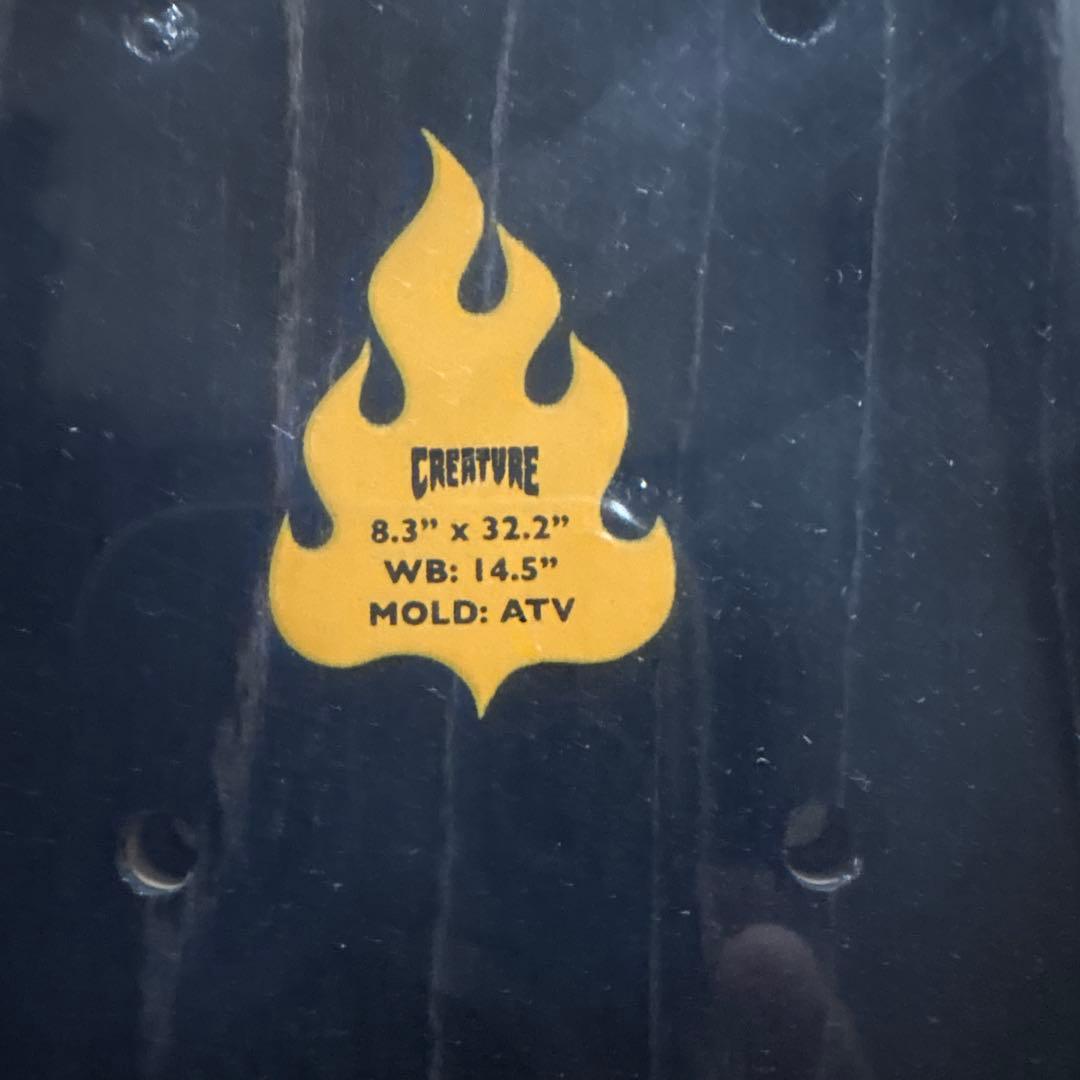 CREATURE
8.3” x 32.2”
WB: 14.5”
MOLD: ATV